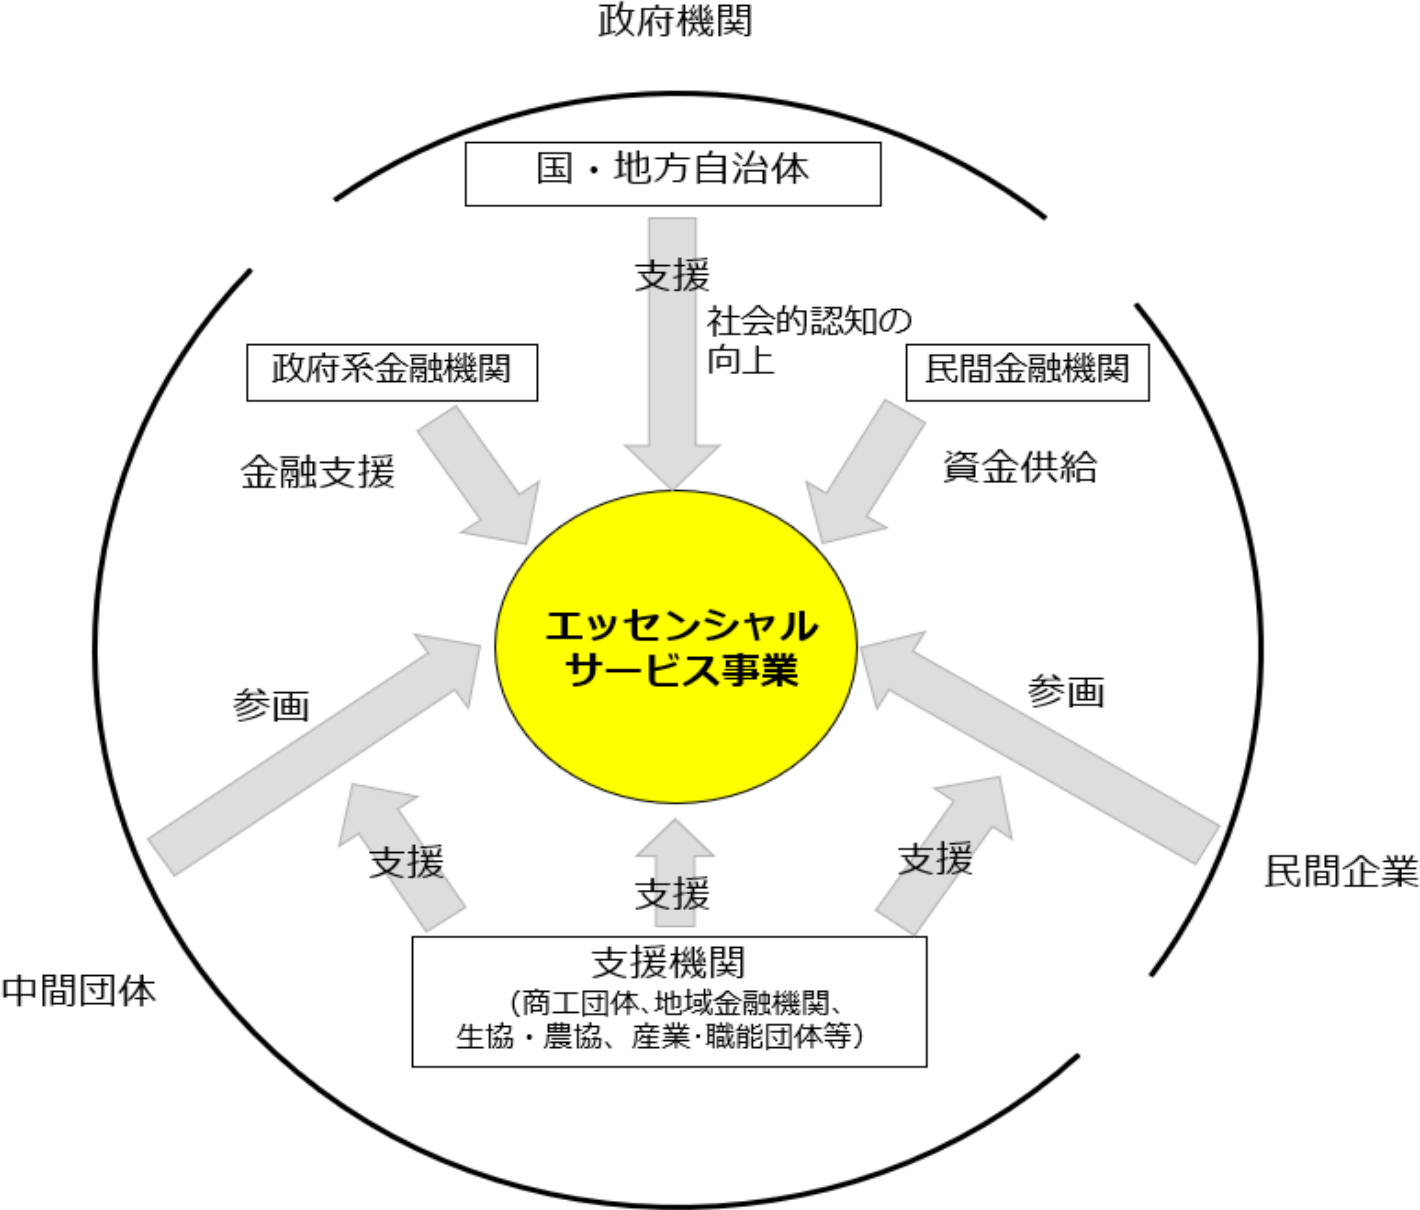 政府機関
国・地方自治体
支援
社会的認知の
向上
政府系金融機関
民間金融機関
金融支援
資金供給
エッセンシャル
サービス事業
参画
参画
支援
支援
支援
民間企業
中間団体
支援機関
(商工団体、地域金融機関、
生協・農協、産業・職能団体等)